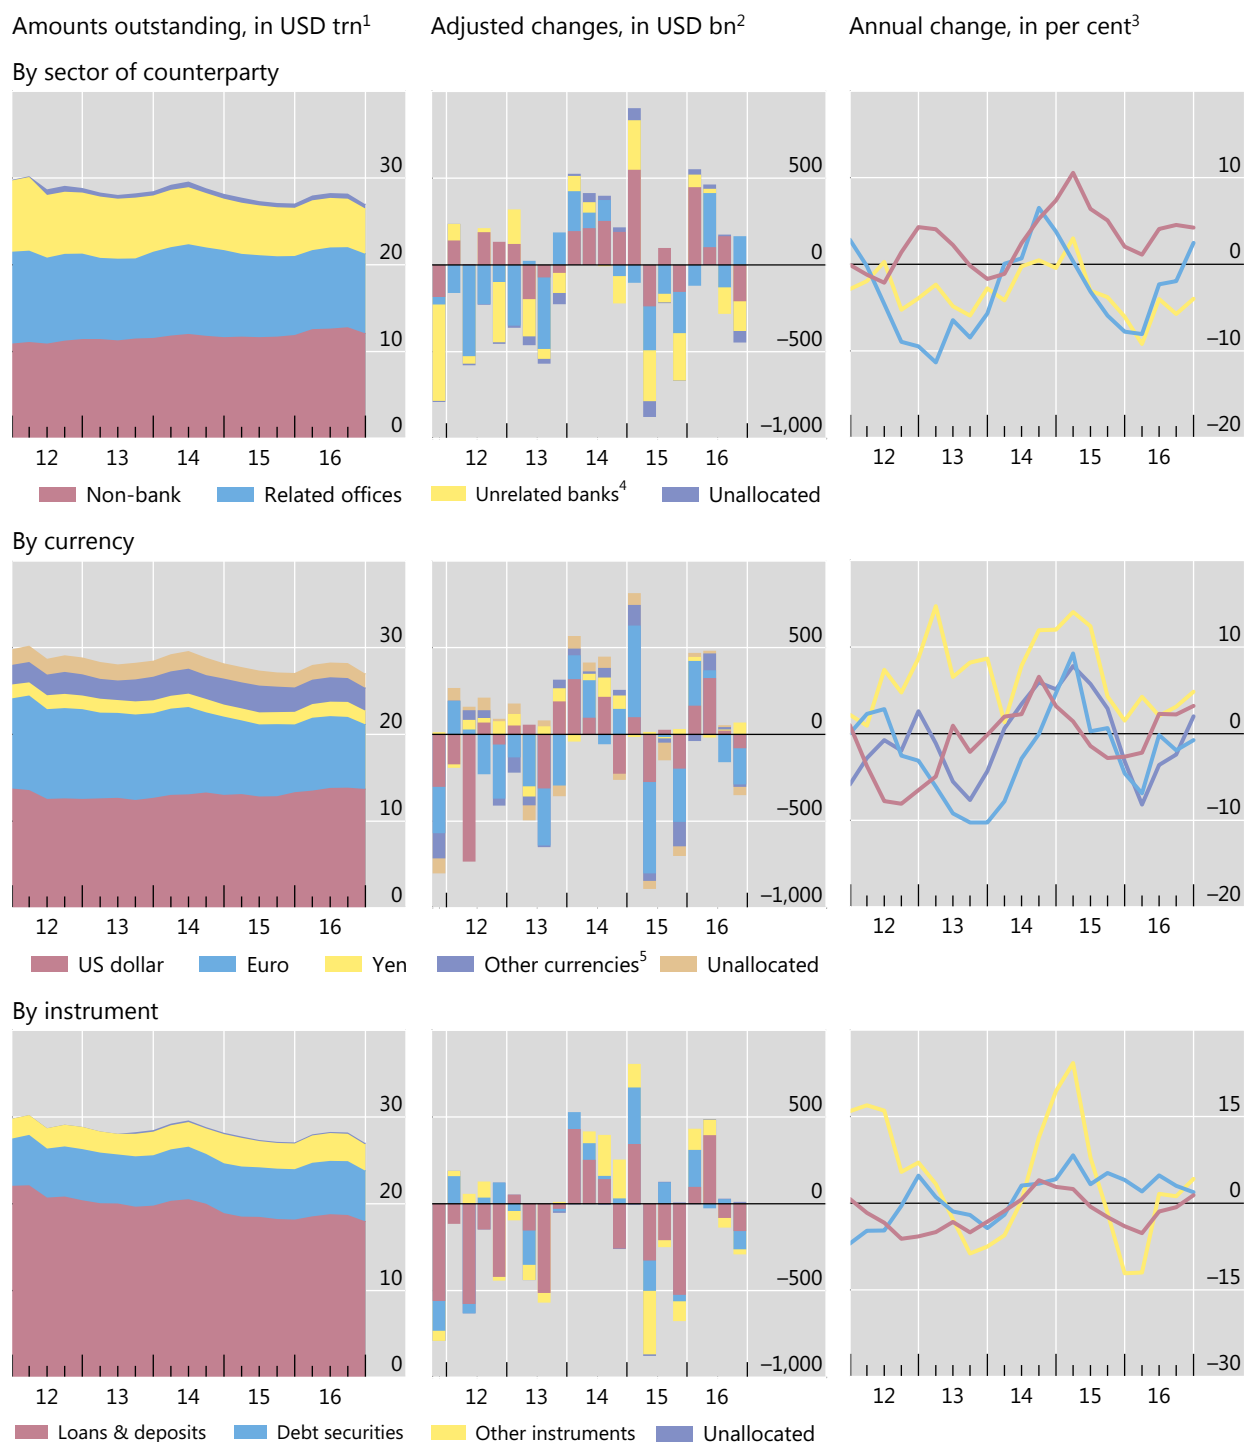 Amounts outstanding, in USD trn1 Adjusted changes, in USD bn2 Annual change, in per cent3
By sector of counterparty
30 500 10
20 0 0
10 –500 –10
0 –1,000 –20
12 13 14 15 16 12 13 14 15 16 12 13 14 15 16
Non-bank Related offices Unrelated banks4 Unallocated
By currency
30 500 10
20 0 0
10 –500 –10
0 –1,000 –20
12 13 14 15 16 12 13 14 15 16 12 13 14 15 16
US dollar Euro Yen Other currencies5 Unallocated
By instrument
30 500 15
20 0 0
10 –500 –15
0 –1,000 –30
12 13 14 15 16 12 13 14 15 16 12 13 14 15 16
Loans & deposits Debt securities Other instruments Unallocated